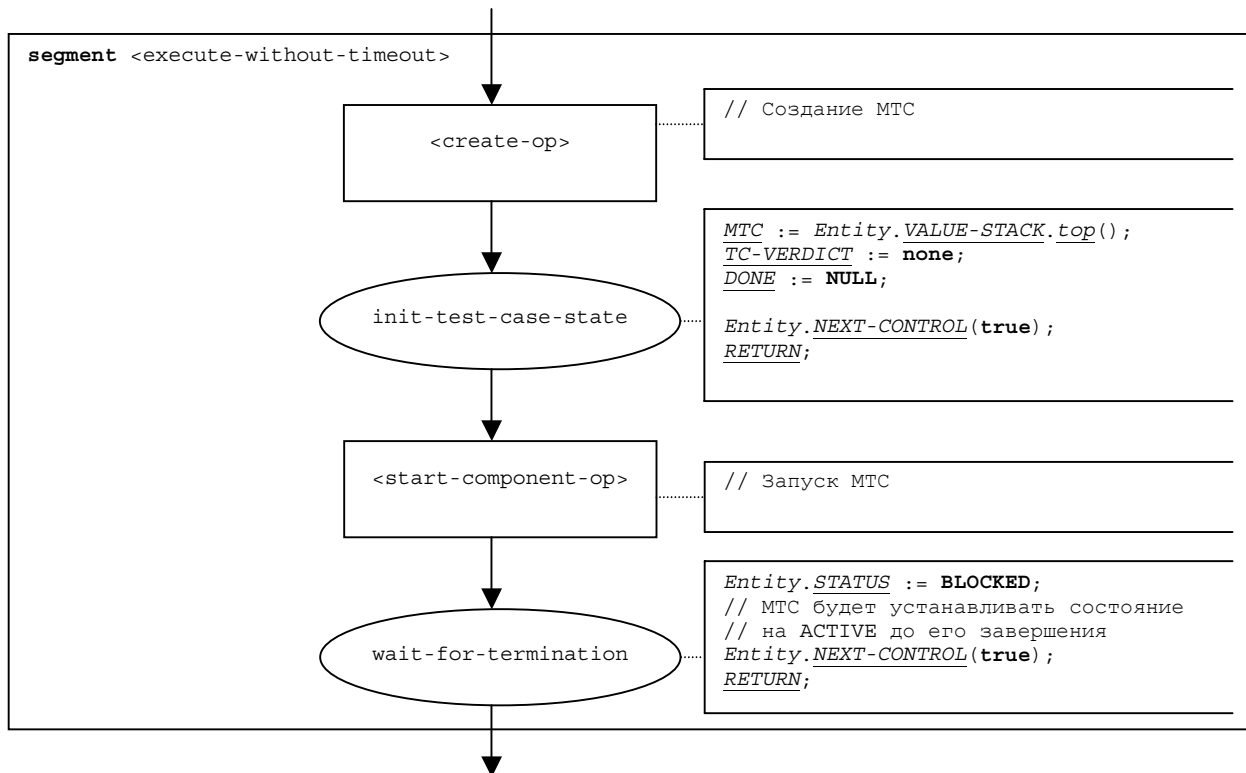 segment <execute-without-timeout>
<create-op>
// Создание MTC
init-test-case-state
MTC := Entity.VALUE-STACK.top();
TC-VERDICT := none;
DONE := NULL;
Entity.NEXT-CONTROL(true);
RETURN;
<start-component-op>
// Запуск MTC
wait-for-termination
Entity.STATUS := BLOCKED;
// MTC будет устанавливать состояние
// на ACTIVE до его завершения
Entity.NEXT-CONTROL(true);
RETURN;